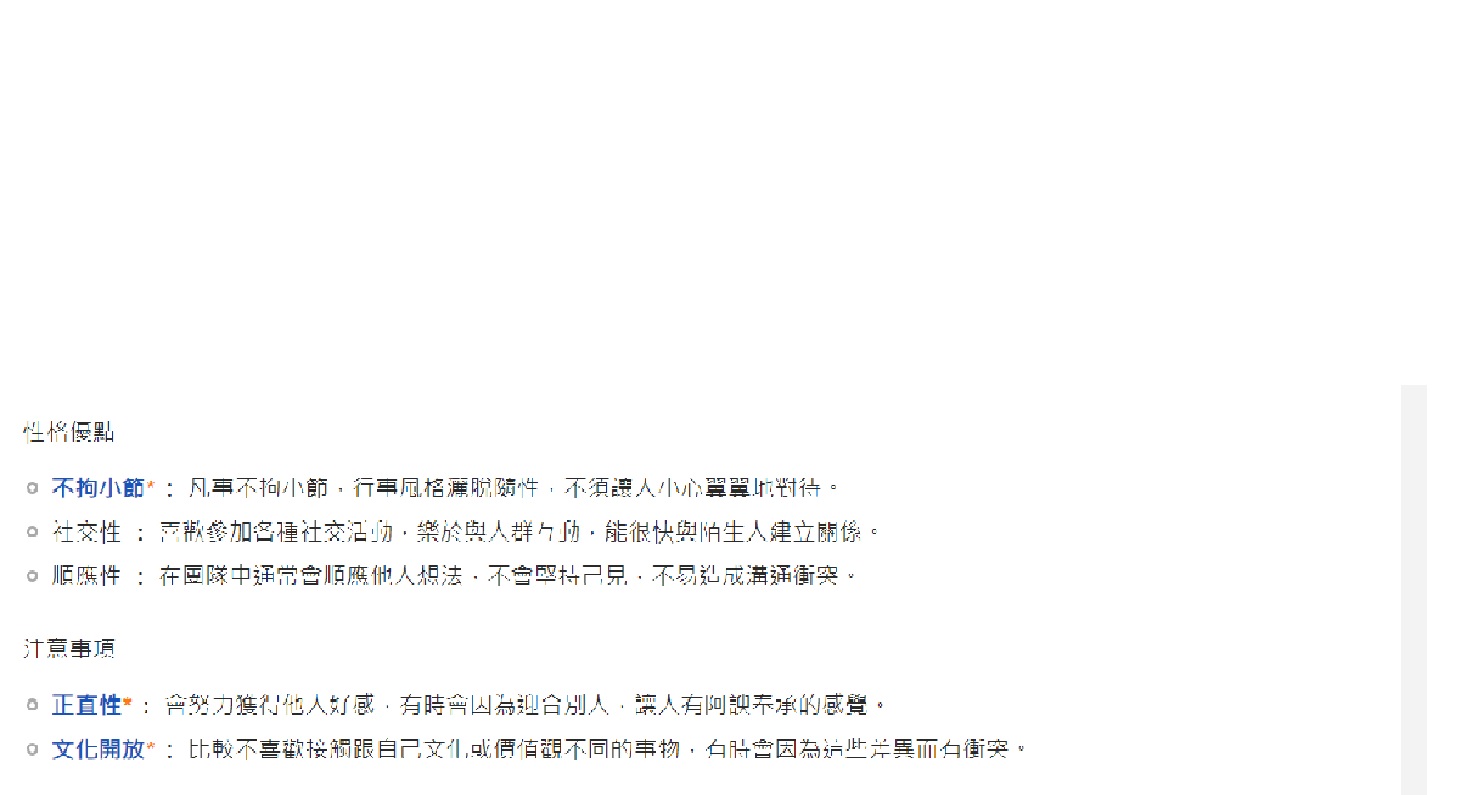 性格優點
不拘小節*： 凡事不拘小節，行事風格灑脫隨性，不須讓人小心翼翼地對待。
社交性 ： 喜歡參加各種社交活動，樂於與人群互動，能很快與陌生人建立關係。
順應性 ： 在團隊中通常會順應他人想法，不會堅持己見，不易造成溝通衝突。
注意事項
正直性*： 會努力獲得他人好感，有時會因為迎合別人，讓人有阿諛奉承的感覺。
文化開放*： 比較不喜歡接觸跟自己文化或價值觀不同的事物，有時會因為這些差異而有衝突。